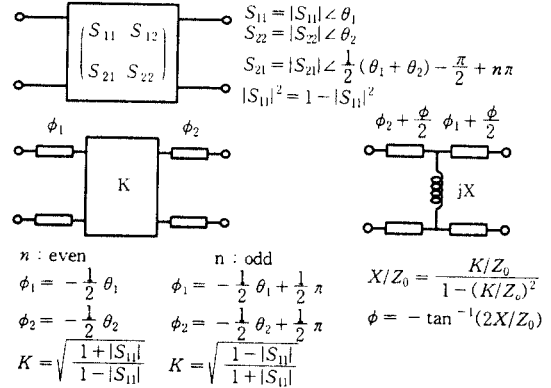 S₁₁ S₁₂
S₂₁ S₂₂
S₁₁ = |S₁₁| ∠ θ₁
S₂₂ = |S₂₂| ∠ θ₂
S₂₁ = |S₂₁| ∠ 1/2 (θ₁ + θ₂) − π/2 + nπ
|S₁₁|² = 1 − |S₁₁|²
φ₁ φ₂
K
φ₂ + φ/2 φ₁ + φ/2
jX
n : even
φ₁ = − 1/2 θ₁
φ₂ = − 1/2 θ₂
K = √((1 + |S₁₁|)/(1 − |S₁₁|))
n : odd
φ₁ = − 1/2 θ₁ + 1/2 π
φ₂ = − 1/2 θ₂ + 1/2 π
K = √((1 − |S₁₁|)/(1 + |S₁₁|))
X/Z₀ = (K/Z₀)/(1 − (K/Z₀)²)
φ = − tan⁻¹(2X/Z₀)